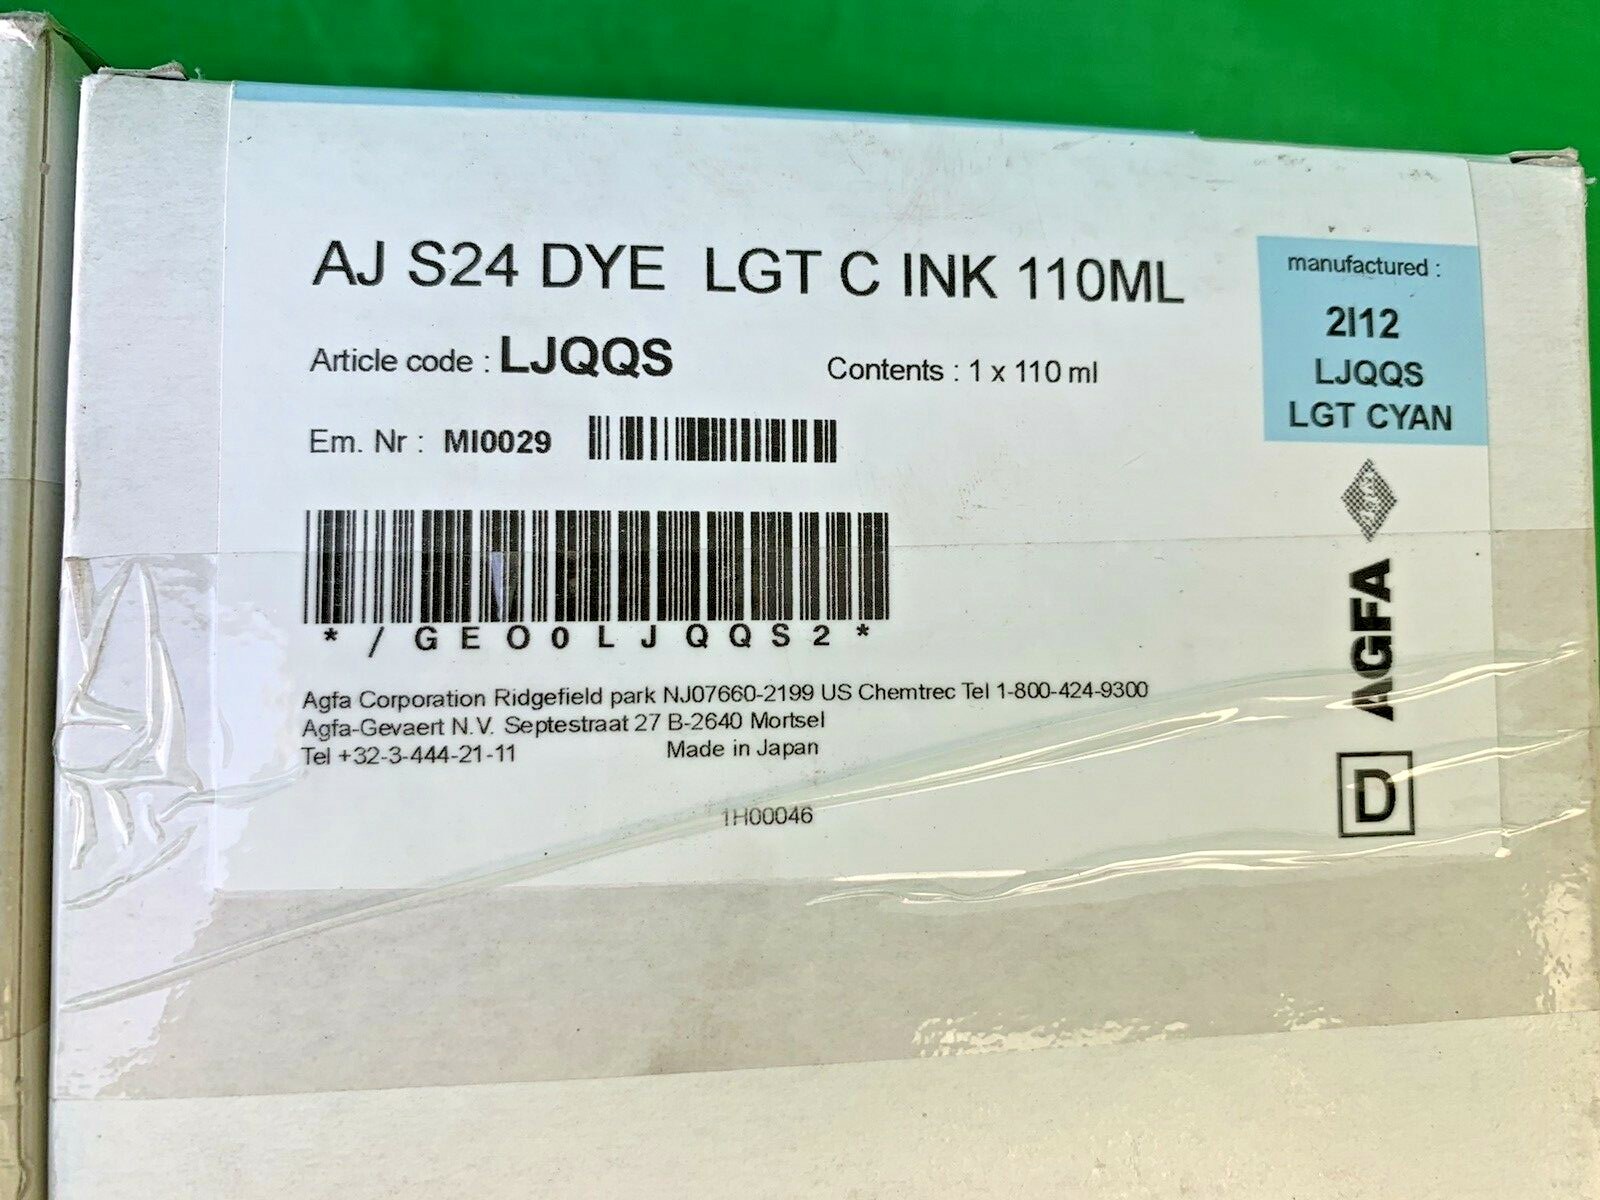 AJ S24 DYE LGT C INK 110ML
manufactured :
2I12
LJQQS
LGT CYAN
Article code : LJQQS
Contents : 1 x 110 ml
Em. Nr : MI0029
* / G E O 0 L J Q Q S 2 *
Agfa Corporation Ridgefield park NJ07660-2199 US Chemtrec Tel 1-800-424-9300
Agfa-Gevaert N.V. Septestraat 27 B-2640 Mortsel
Tel +32-3-444-21-11
Made in Japan
1H00046
AGFA
D